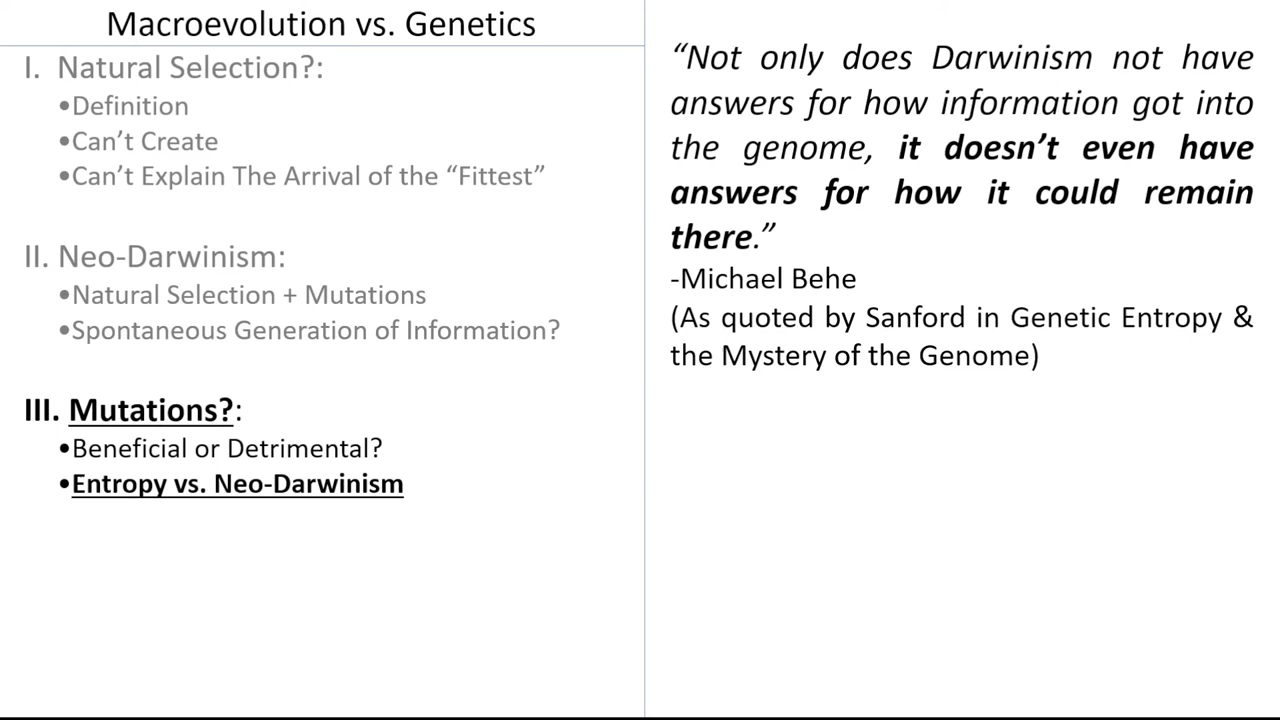 Macroevolution vs. Genetics
I. Natural Selection?:
•Definition
•Can’t Create
•Can’t Explain The Arrival of the “Fittest”
II. Neo-Darwinism:
•Natural Selection + Mutations
•Spontaneous Generation of Information?
III. Mutations?:
•Beneficial or Detrimental?
•Entropy vs. Neo-Darwinism
“Not only does Darwinism not have
answers for how information got into
the genome, it doesn’t even have
answers for how it could remain
there.”
-Michael Behe
(As quoted by Sanford in Genetic Entropy &
the Mystery of the Genome)